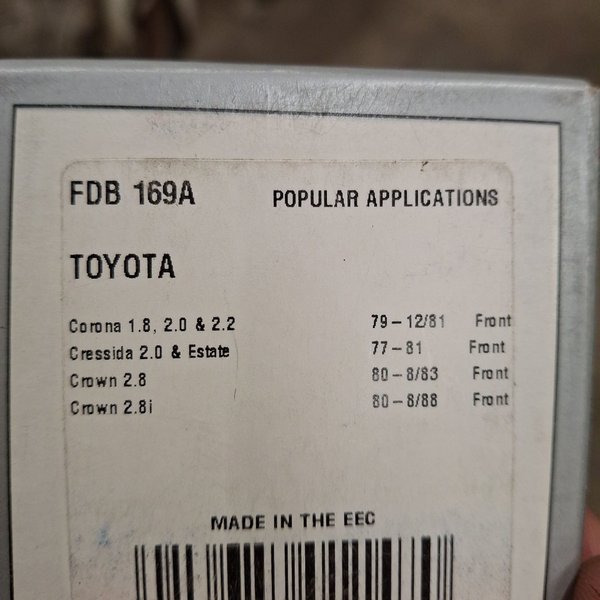 FDB 169A POPULAR APPLICATIONS
TOYOTA
Corona 1.8, 2.0 & 2.2 79 – 12/81 Front
Cressida 2.0 & Estate 77 – 81 Front
Crown 2.8 80 – 8/83 Front
Crown 2.8i 80 – 8/88 Front
MADE IN THE EEC